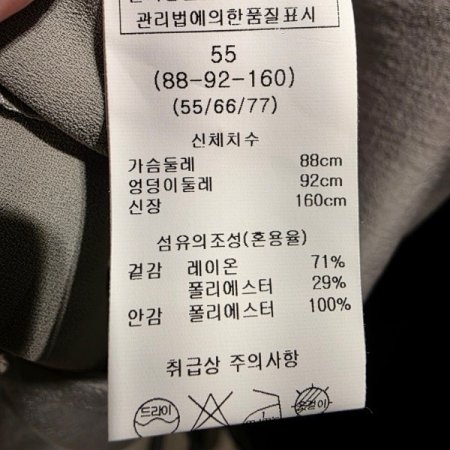 관리법에의한품질표시
55
(88-92-160)
(55/66/77)
신체치수
가슴둘레 88cm
엉덩이둘레 92cm
신장 160cm
섬유의조성(혼용율)
겉감 레이온 71%
폴리에스터 29%
안감 폴리에스터 100%
취급상 주의사항
드라이